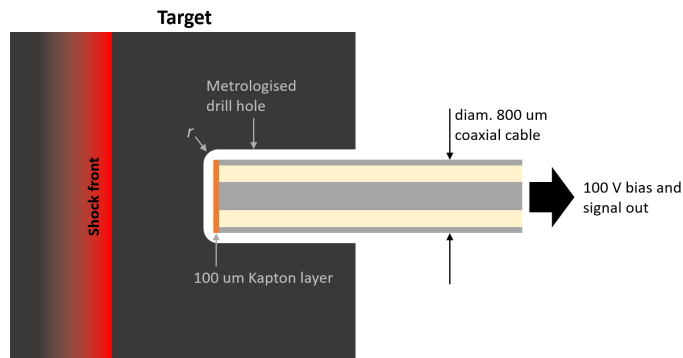 Target
Metrologised
drill hole
r
diam. 800 um
coaxial cable
Shock front
100 V bias and
signal out
100 um Kapton layer